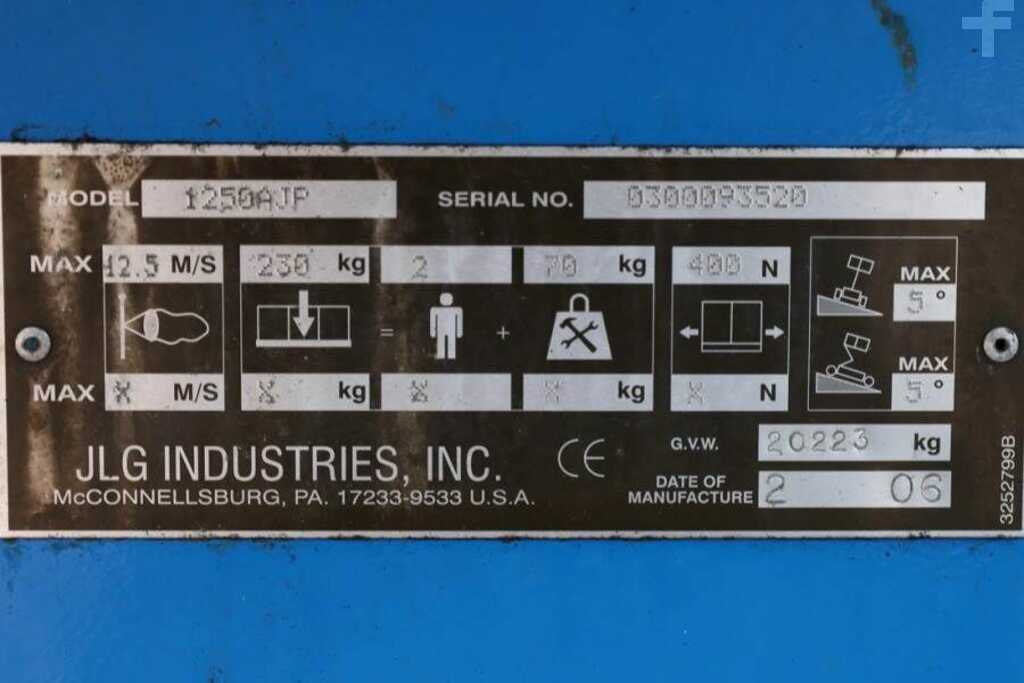 MODEL 1250AJP SERIAL NO. 0300093520
MAX 12.5 M/S 230 kg 2 70 kg 400 N
MAX
5°
= +
MAX X M/S X kg X X kg X N
MAX
5°
JLG INDUSTRIES, INC. CE G.V.W. 20223 kg
McCONNELLSBURG, PA. 17233-9533 U.S.A. DATE OF MANUFACTURE 2 06
3252799B
f